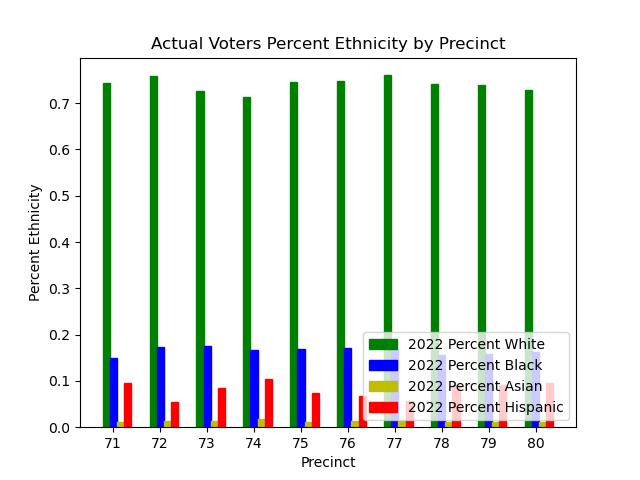 Actual Voters Percent Ethnicity by Precinct
Percent Ethnicity
0.7
0.6
0.5
0.4
0.3
0.2
0.1
0.0
2022 Percent White
2022 Percent Black
2022 Percent Asian
2022 Percent Hispanic
71 72 73 74 75 76 77 78 79 80
Precinct